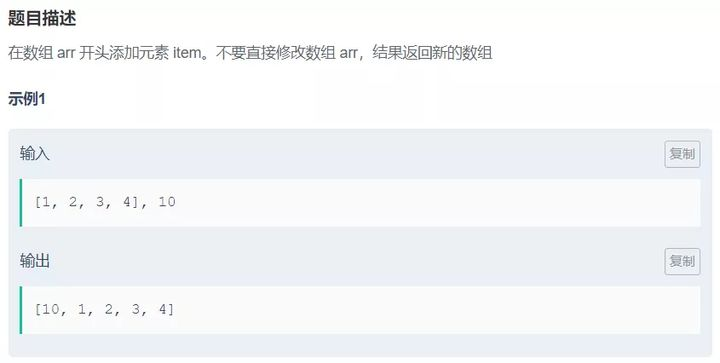 题目描述
在数组 arr 开头添加元素 item。不要直接修改数组 arr，结果返回新的数组
示例1
输入
复制
[1, 2, 3, 4], 10
输出
复制
[10, 1, 2, 3, 4]